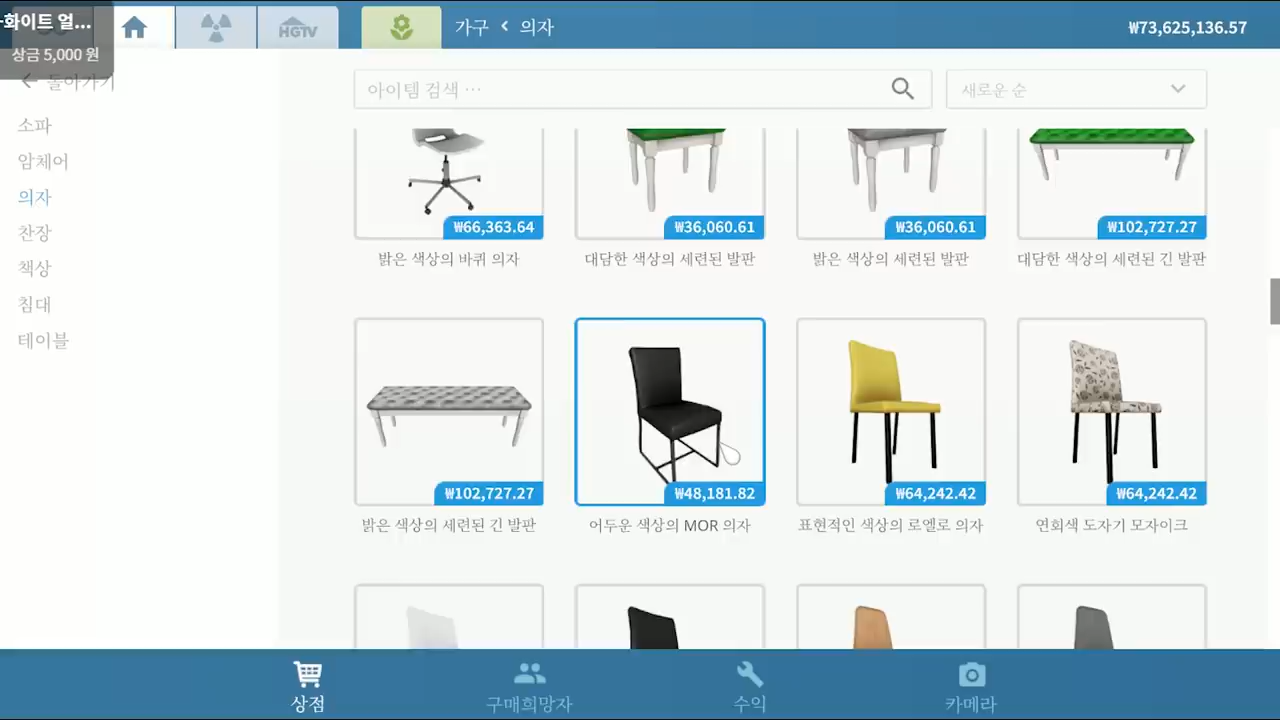 화이트 얼...
상금 5,000 원
HGTV
가구 < 의자
₩73,625,136.57
← 돌아가기
아이템 검색 ...
새로운 순
소파
암체어
의자
찬장
책상
침대
테이블
₩66,363.64
₩36,060.61
₩36,060.61
₩102,727.27
밝은 색상의 바퀴 의자
대담한 색상의 세련된 발판
밝은 색상의 세련된 발판
대담한 색상의 세련된 긴 발판
₩102,727.27
₩48,181.82
₩64,242.42
₩64,242.42
밝은 색상의 세련된 긴 발판
어두운 색상의 MOR 의자
표현적인 색상의 로엘로 의자
연회색 도자기 모자이크
상점
구매희망자
수익
카메라